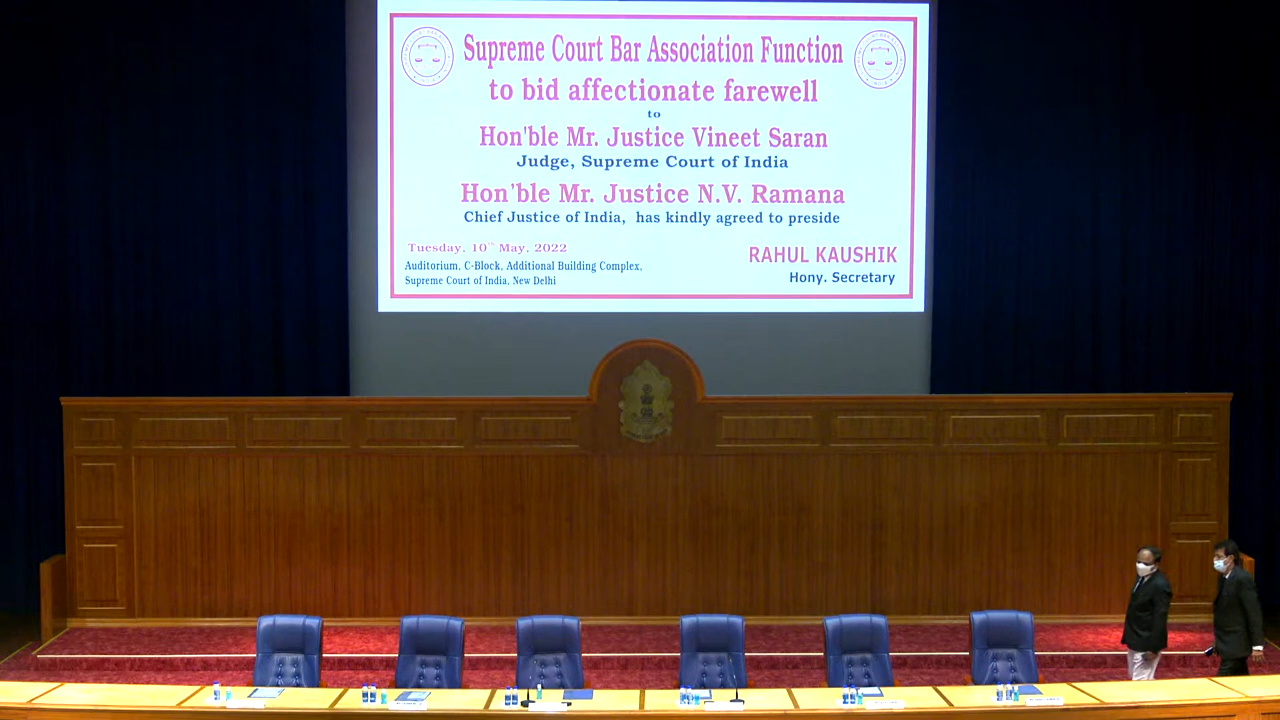 Supreme Court Bar Association Function
to bid affectionate farewell
to
Hon'ble Mr. Justice Vineet Saran
Judge, Supreme Court of India
Hon'ble Mr. Justice N.V. Ramana
Chief Justice of India, has kindly agreed to preside
Tuesday, 10th May, 2022
Auditorium, C-Block, Additional Building Complex,
Supreme Court of India, New Delhi
RAHUL KAUSHIK
Hony. Secretary